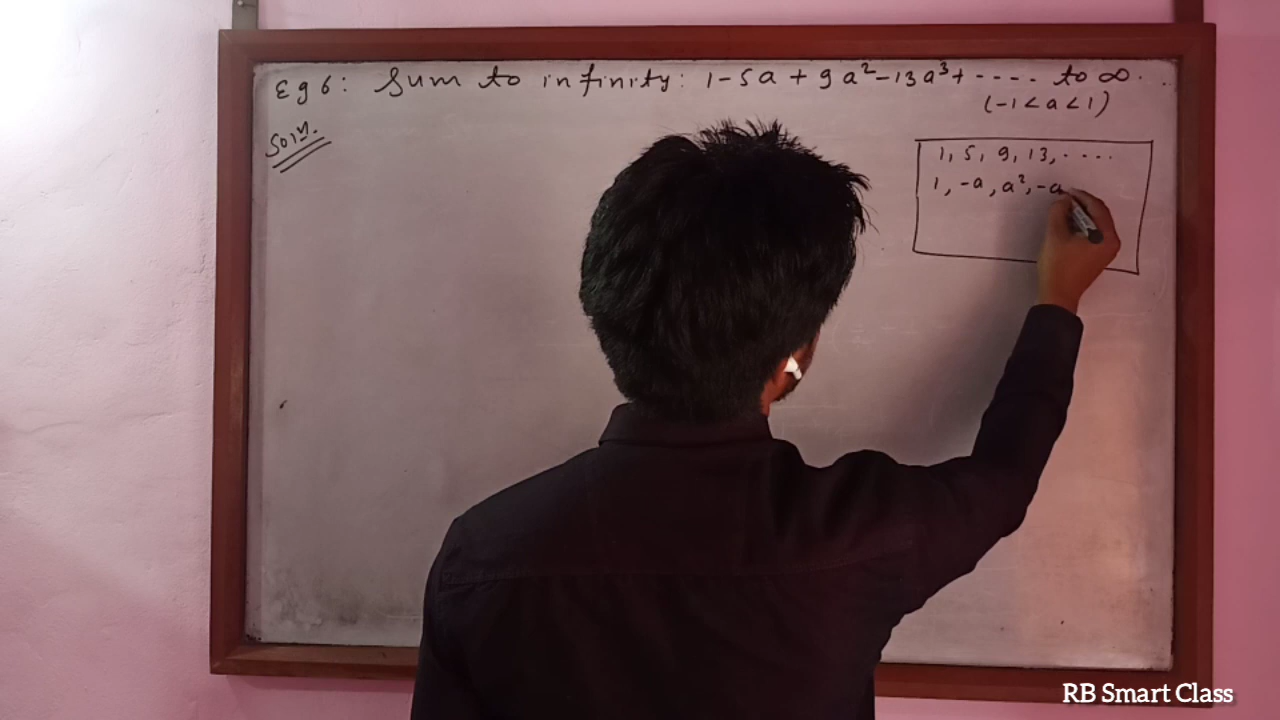 Eg 6: Sum to infinity: 1-5a+9a²-13a³+ ..... to ∞.
(-1<a<1)
Soln.
1, 5, 9, 13, ....
1, -a, a², -a
RB Smart Class